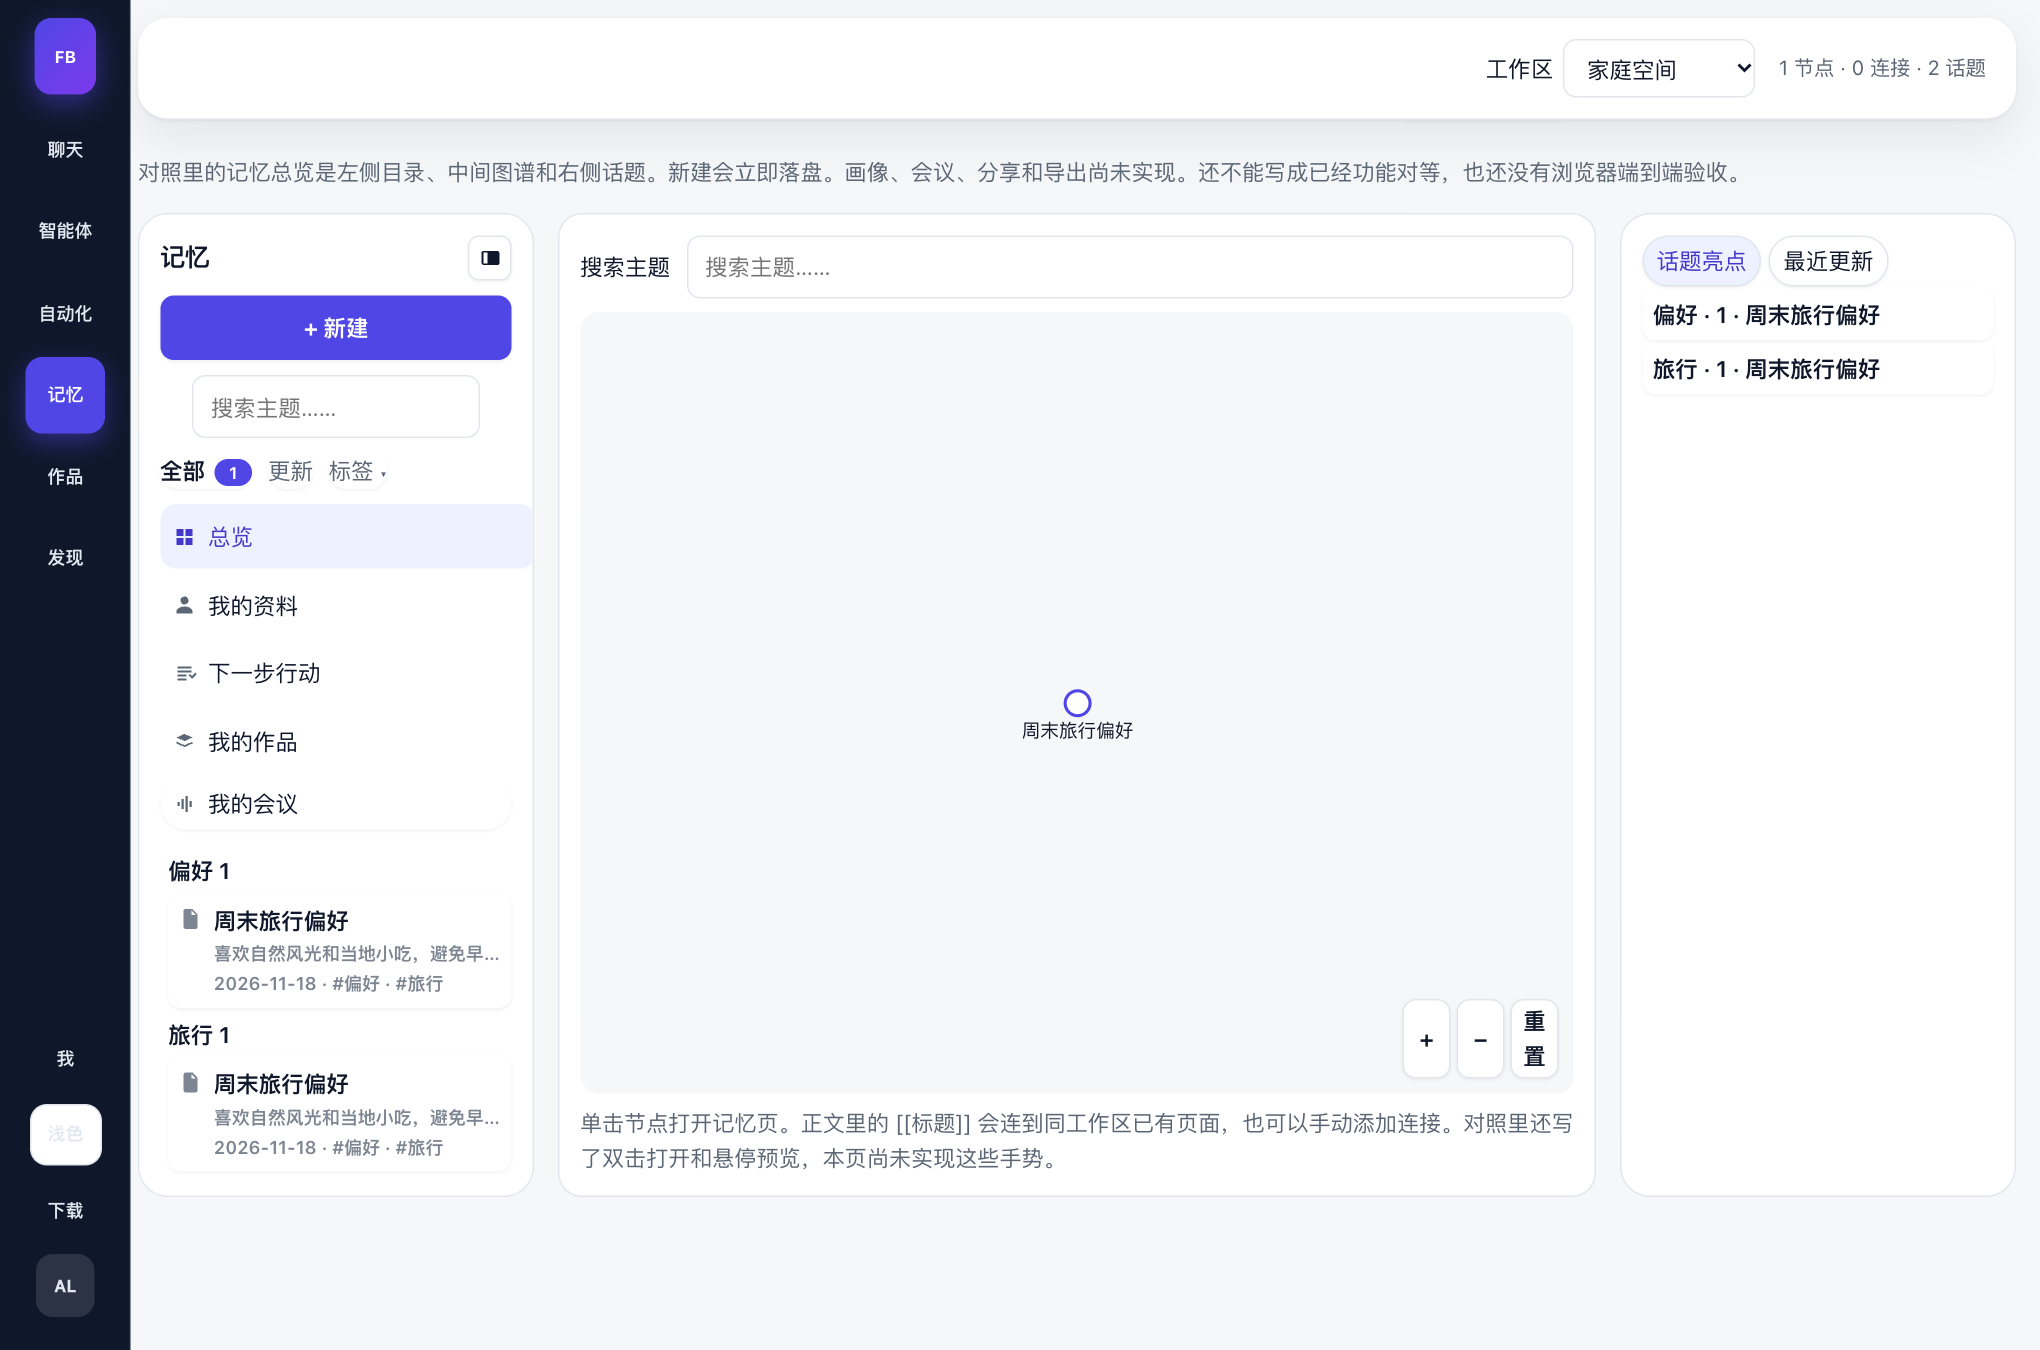 FB
聊天
智能体
自动化
记忆
作品
发现
我
浅色
下载
AL
工作区
家庭空间
1 节点 · 0 连接 · 2 话题
对照里的记忆总览是左侧目录、中间图谱和右侧话题。新建会立即落盘。画像、会议、分享和导出尚未实现。还不能写成已经功能对等，也还没有浏览器端到端验收。
记忆
+ 新建
搜索主题......
全部 1 更新 标签 ▾
总览
我的资料
下一步行动
我的作品
我的会议
偏好 1
周末旅行偏好
喜欢自然风光和当地小吃，避免早...
2026-11-18 · #偏好 · #旅行
旅行 1
周末旅行偏好
喜欢自然风光和当地小吃，避免早...
2026-11-18 · #偏好 · #旅行
搜索主题
搜索主题......
周末旅行偏好
+
−
重
置
单击节点打开记忆页。正文里的 [[标题]] 会连到同工作区已有页面，也可以手动添加连接。对照里还写
了双击打开和悬停预览，本页尚未实现这些手势。
话题亮点
最近更新
偏好 · 1 · 周末旅行偏好
旅行 · 1 · 周末旅行偏好